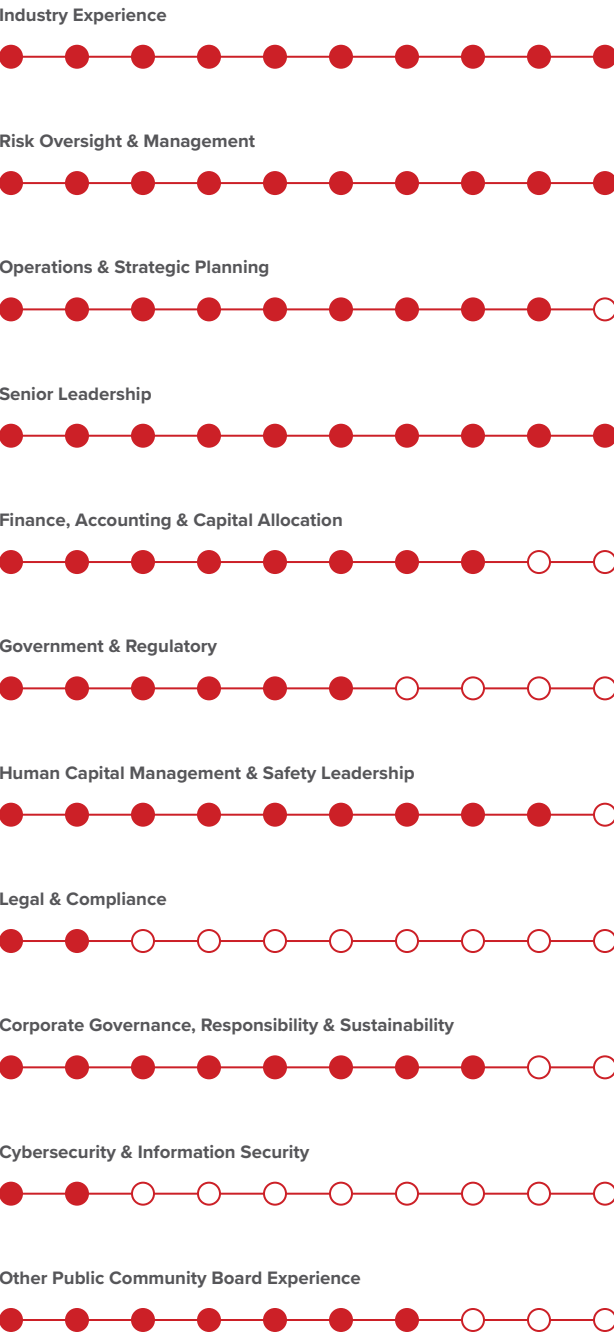 Industry Experience
Risk Oversight & Management
Operations & Strategic Planning
Senior Leadership
Finance, Accounting & Capital Allocation
Government & Regulatory
Human Capital Management & Safety Leadership
Legal & Compliance
Corporate Governance, Responsibility & Sustainability
Cybersecurity & Information Security
Other Public Community Board Experience